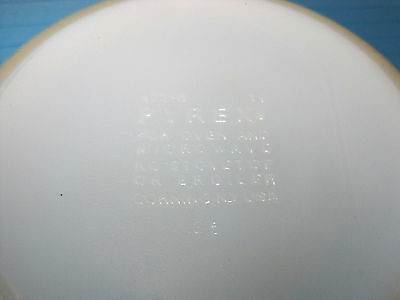 PYREX®
FOR OVEN AND
MICROWAVE
NO STOVETOP
OR BROILER
CORNING NY USA